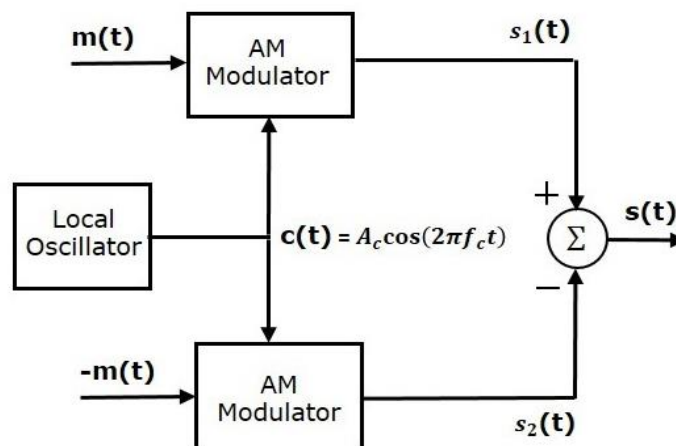 m(t)
AM
Modulator
s₁(t)
Local
Oscillator
c(t) = A_c cos(2πf_c t)
+
Σ
s(t)
−
-m(t)
AM
Modulator
s₂(t)